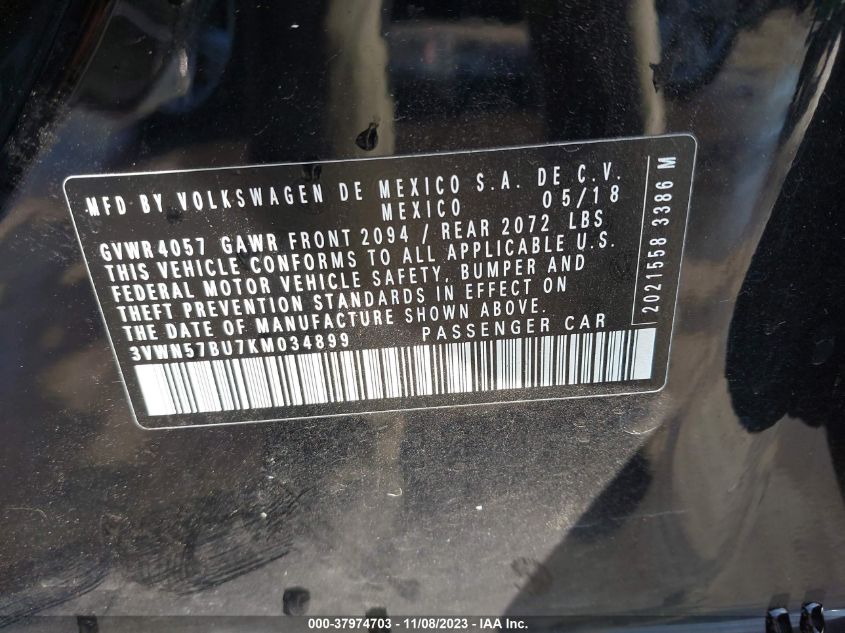 MFD BY VOLKSWAGEN DE MEXICO S.A. DE C.V.
MEXICO 05/18
GVWR4057 GAWR FRONT 2094 / REAR 2072 LBS
THIS VEHICLE CONFORMS TO ALL APPLICABLE U.S.
FEDERAL MOTOR VEHICLE SAFETY, BUMPER AND
THEFT PREVENTION STANDARDS IN EFFECT ON
THE DATE OF MANUFACTURE SHOWN ABOVE.
3VWN57BU7KM034899 PASSENGER CAR
2021558 3386 M
000-37974703 - 11/08/2023 - IAA Inc.